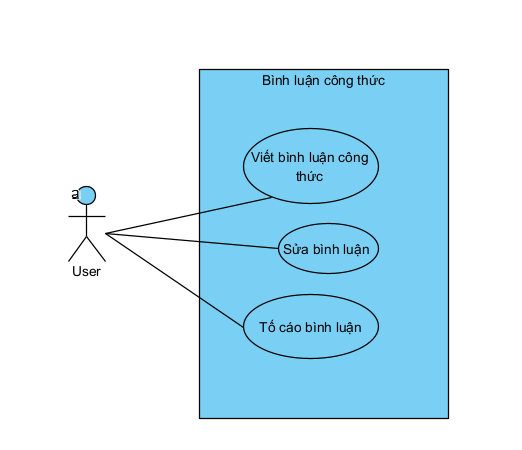 Bình luận công thức
Viết bình luận công
thức
a
Sửa bình luận
User
Tố cáo bình luận